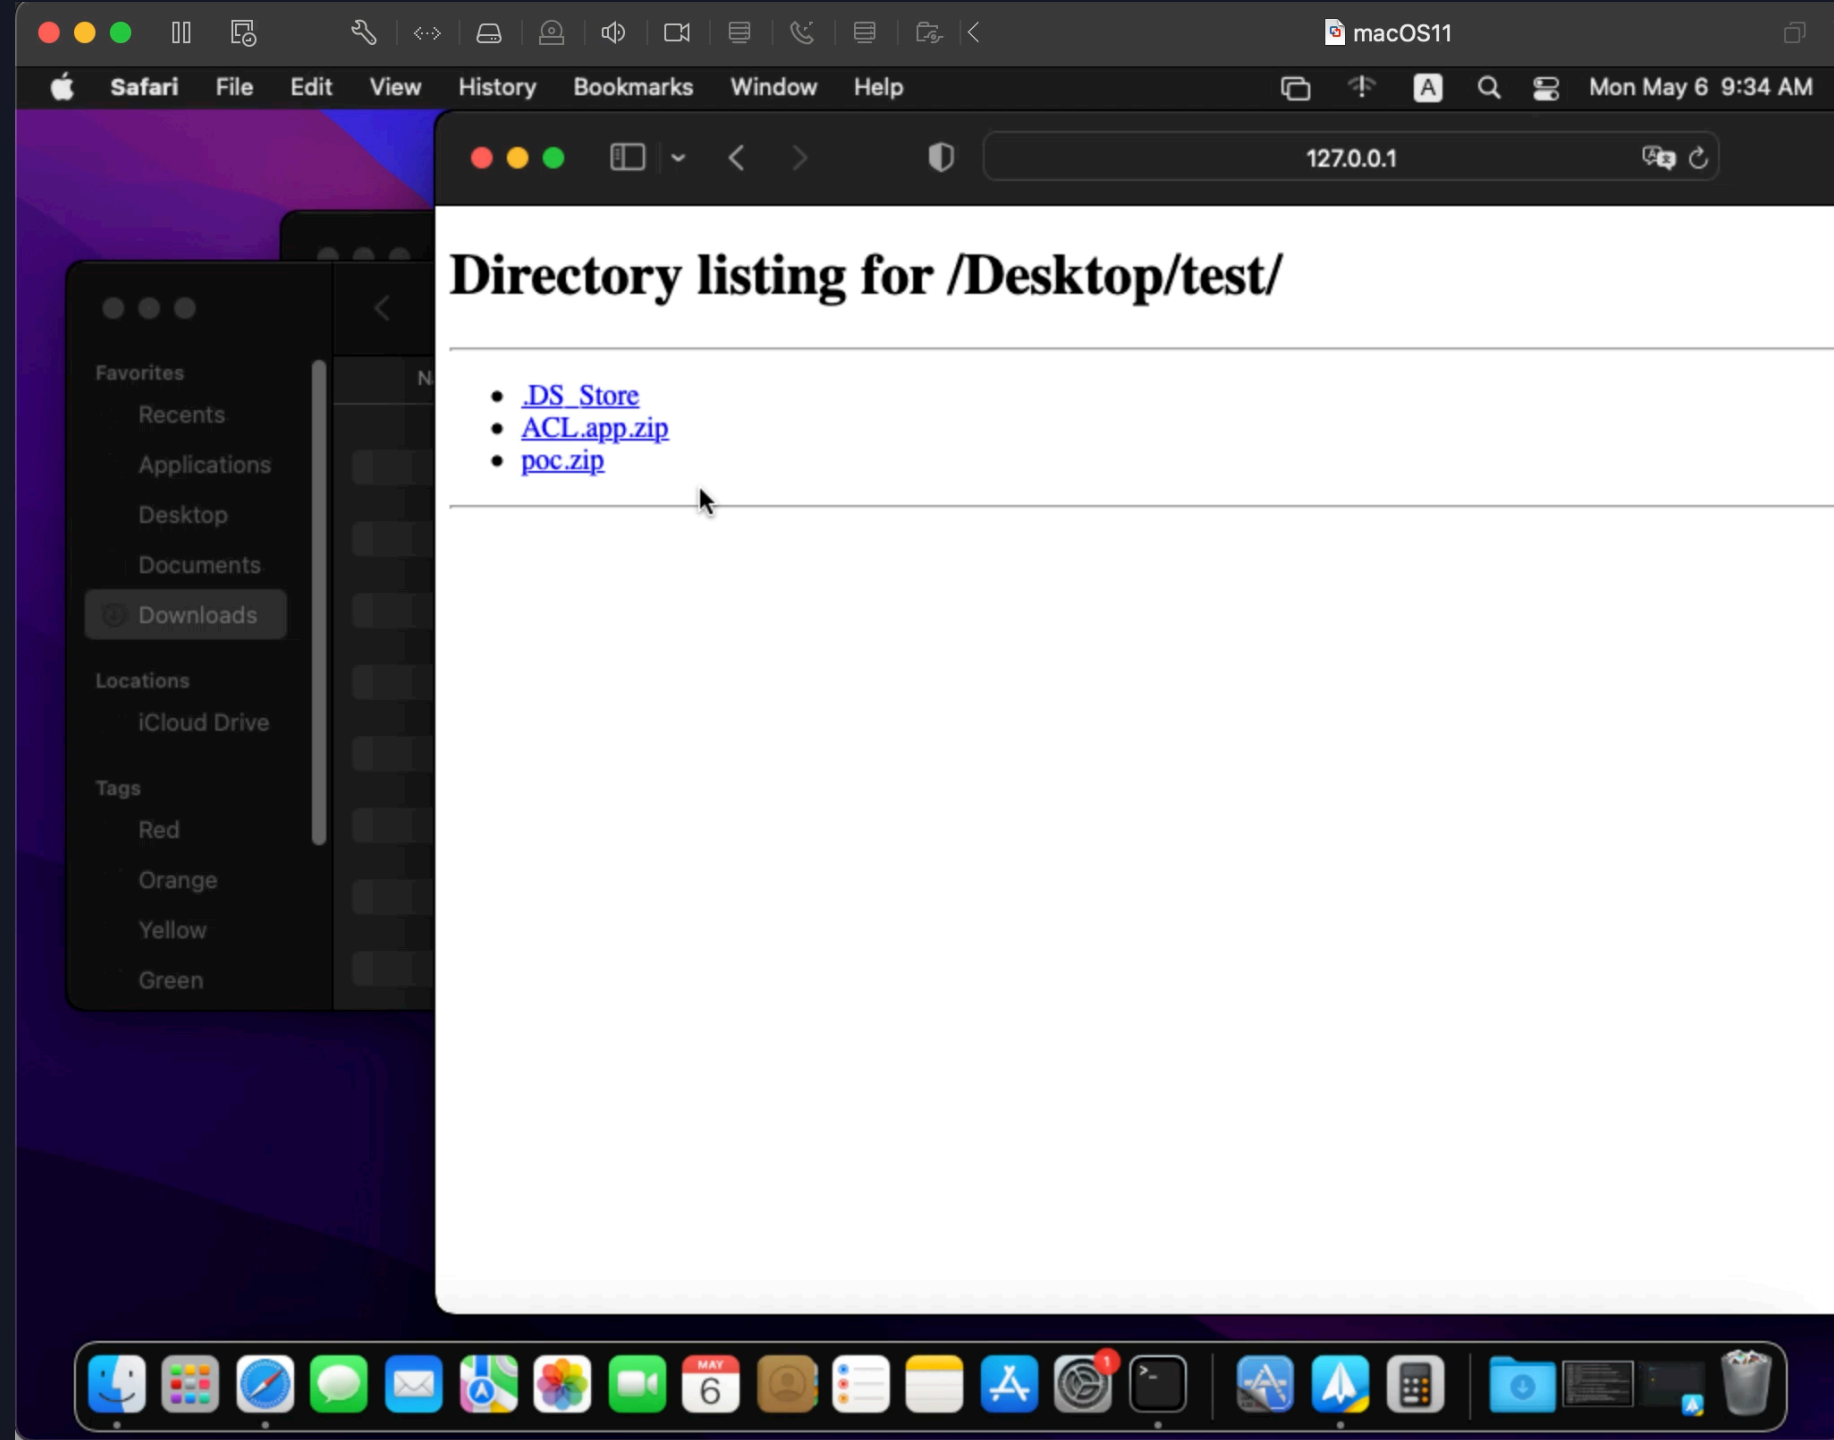 macOS11
Safari File Edit View History Bookmarks Window Help A Mon May 6 9:34 AM
127.0.0.1
Directory listing for /Desktop/test/
.DS_Store
ACL.app.zip
poc.zip
Favorites
Recents
Applications
Desktop
Documents
Downloads
Locations
iCloud Drive
Tags
Red
Orange
Yellow
Green
MAY
6
1
>_